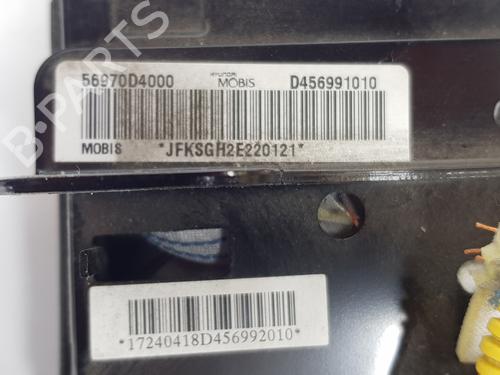 56970D4000 HYUNDAI MOBIS D456991010
MOBIS *JFKSGH2E220121*
*17240418D456992010*
B-PARTS